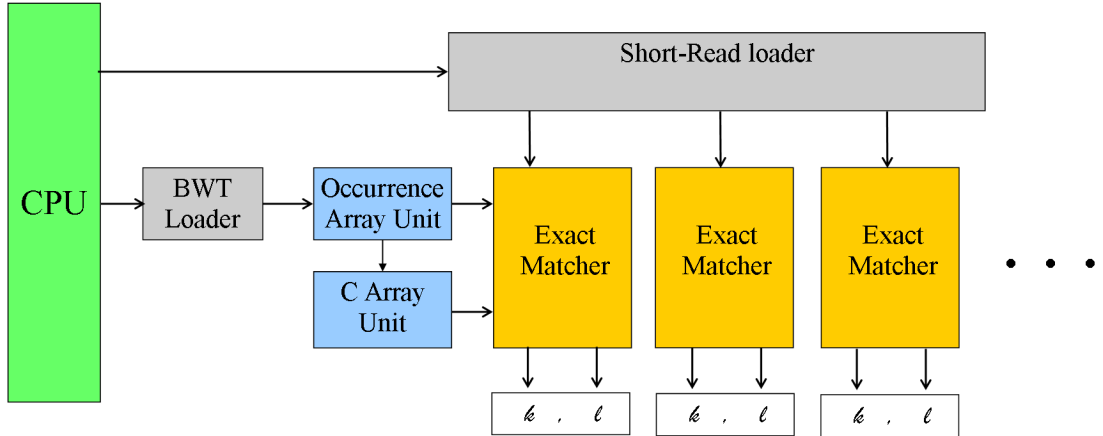 CPU
Short-Read loader
BWT
Loader
Occurrence
Array Unit
C Array
Unit
Exact
Matcher
Exact
Matcher
Exact
Matcher
k , l
k , l
k , l